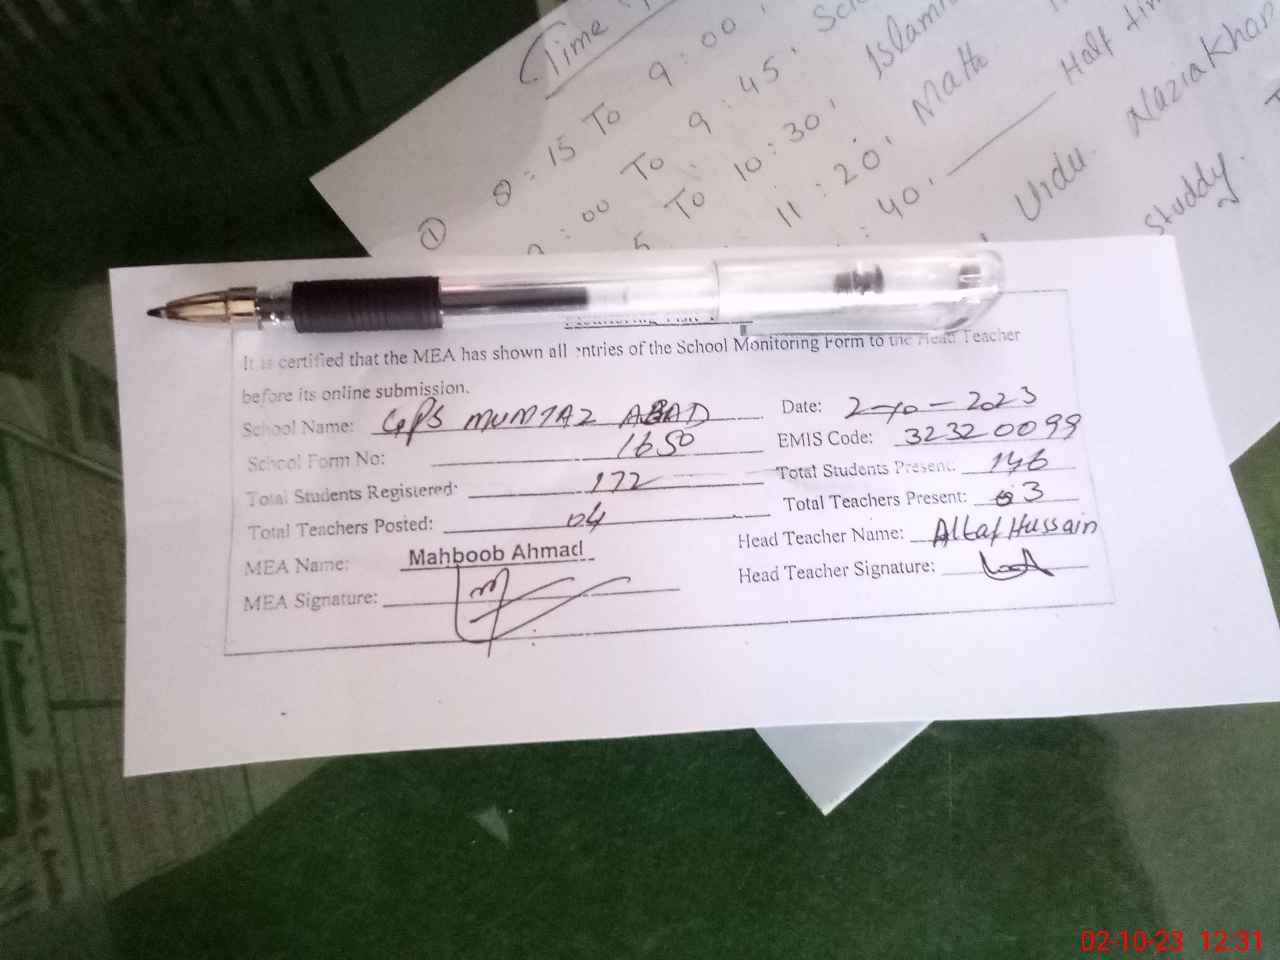 Time
① 8:15 To 9:00,
To 9:45,
To 10:30, Islami
11:20, Math
40, Half tim
Urdu. Nazia Khan
studdy.
It is certified that the MEA has shown all entries of the School Monitoring Form to the Head Teacher
before its online submission.
School Name: GPS MUMTAZ ABAD Date: 2-10-2023
School Form No: 1650 EMIS Code: 32320099
Total Students Registered: 172 Total Students Present: 146
Total Teachers Posted: 04 Total Teachers Present: 03
MEA Name: Mahboob Ahmad Head Teacher Name: Altaf Hussain
MEA Signature: Head Teacher Signature:
02-10-23 12:31